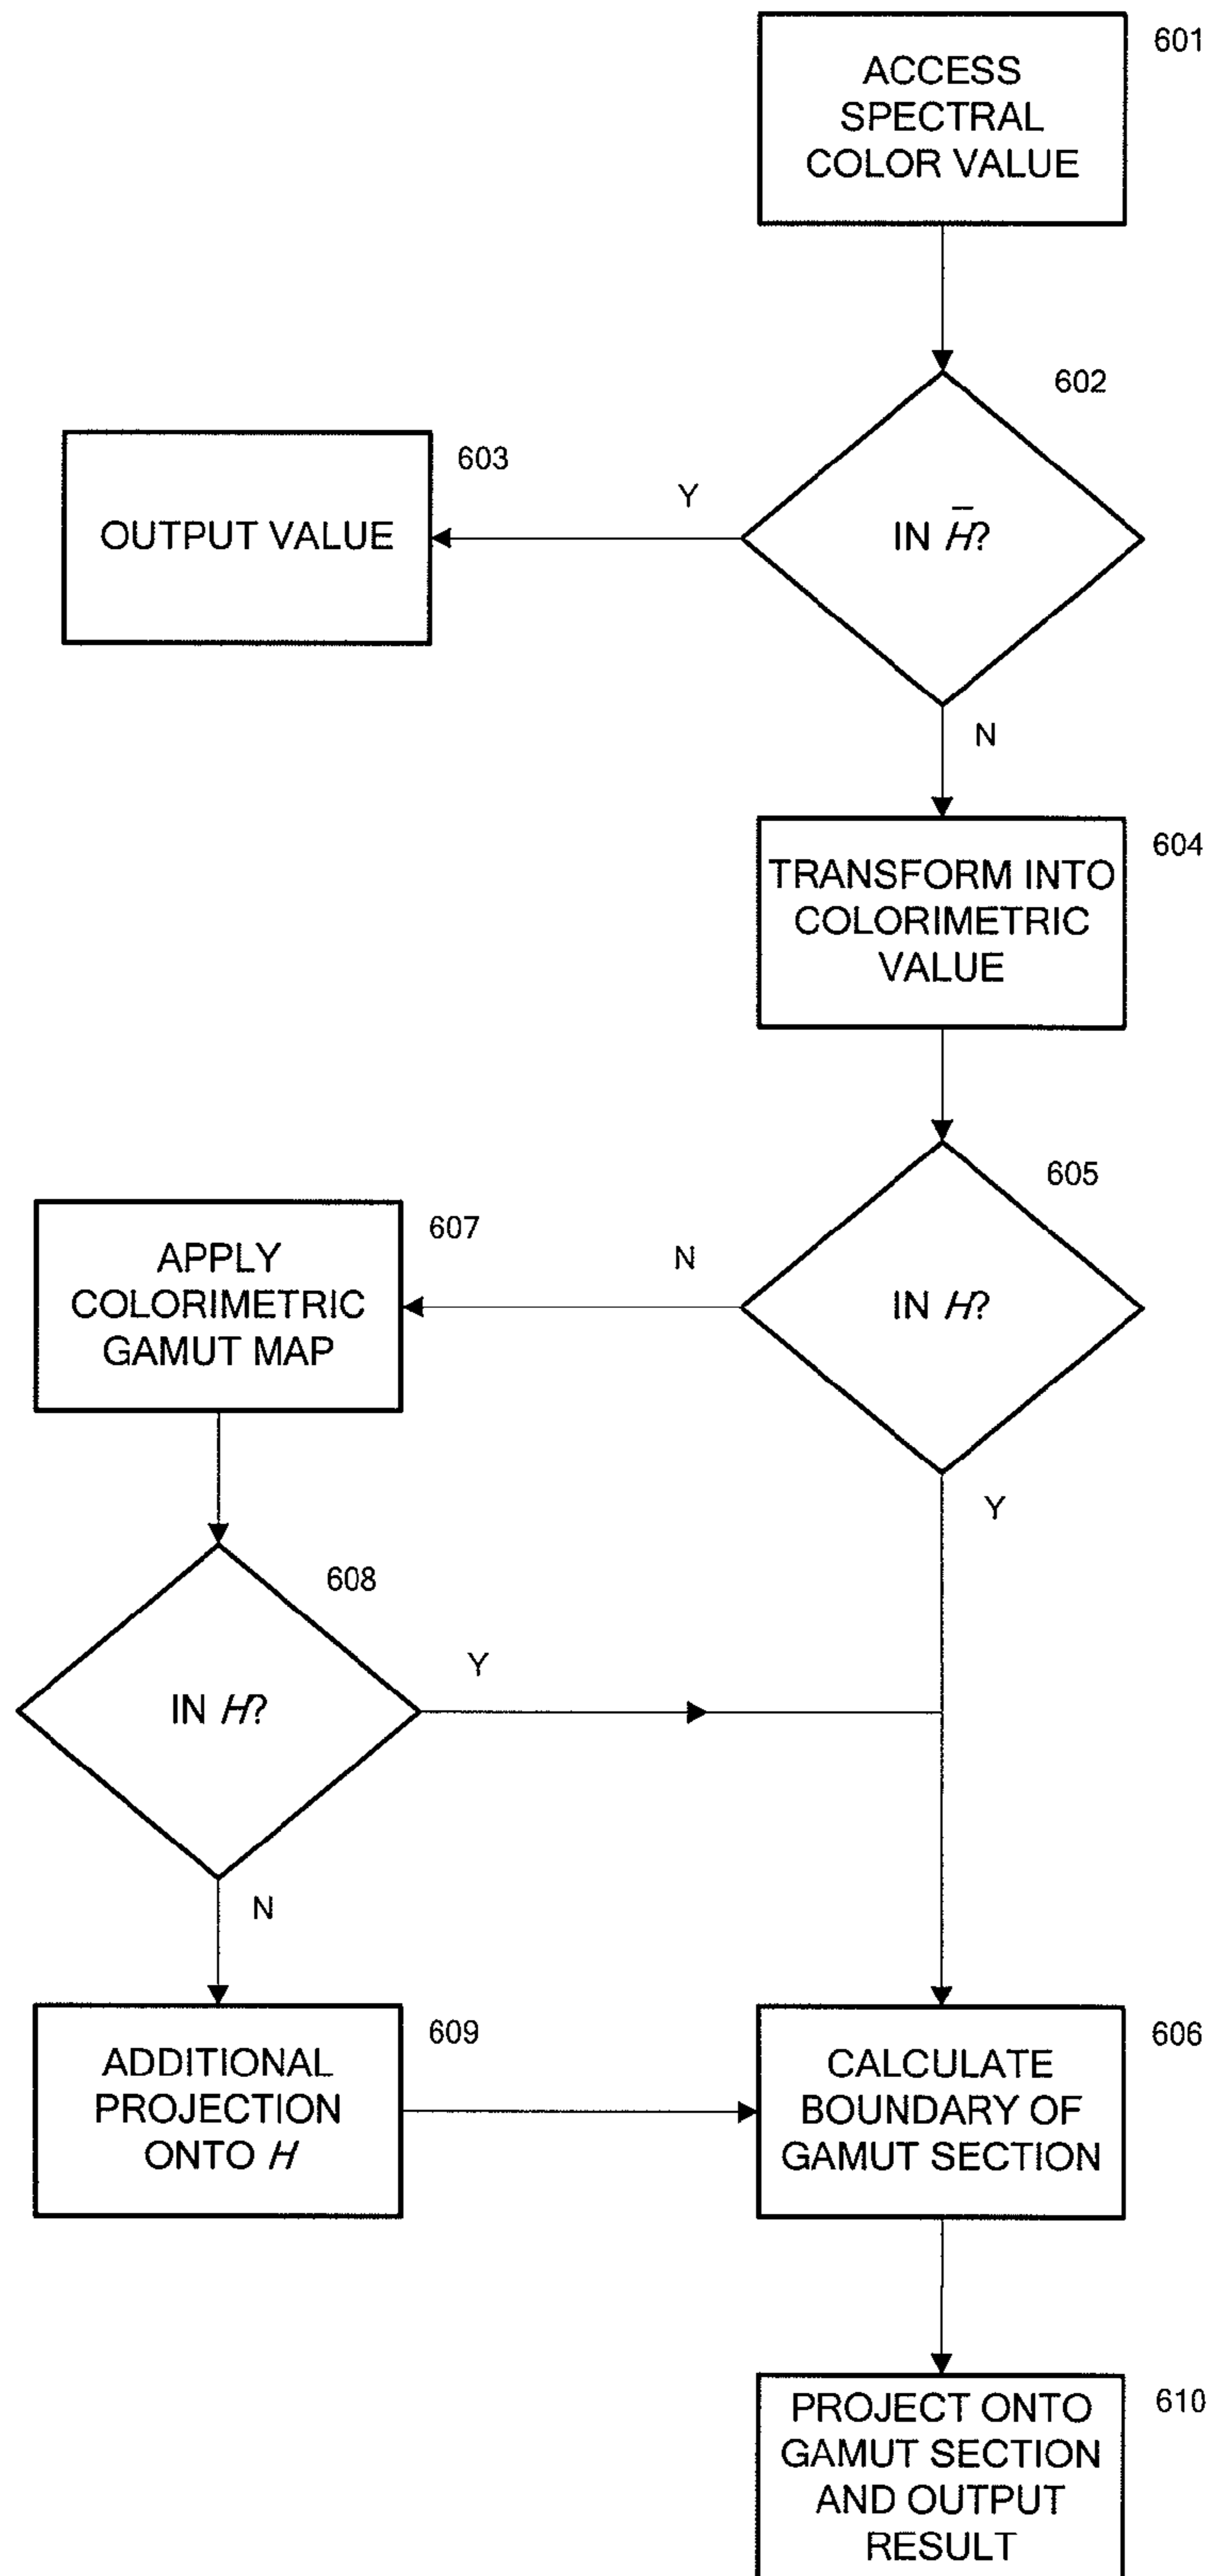 601
ACCESS
SPECTRAL
COLOR VALUE
602
IN H̅?
Y
603
OUTPUT VALUE
N
604
TRANSFORM INTO
COLORIMETRIC
VALUE
605
IN H?
N
607
APPLY
COLORIMETRIC
GAMUT MAP
Y
608
IN H?
Y
N
609
ADDITIONAL
PROJECTION
ONTO H
606
CALCULATE
BOUNDARY OF
GAMUT SECTION
610
PROJECT ONTO
GAMUT SECTION
AND OUTPUT
RESULT